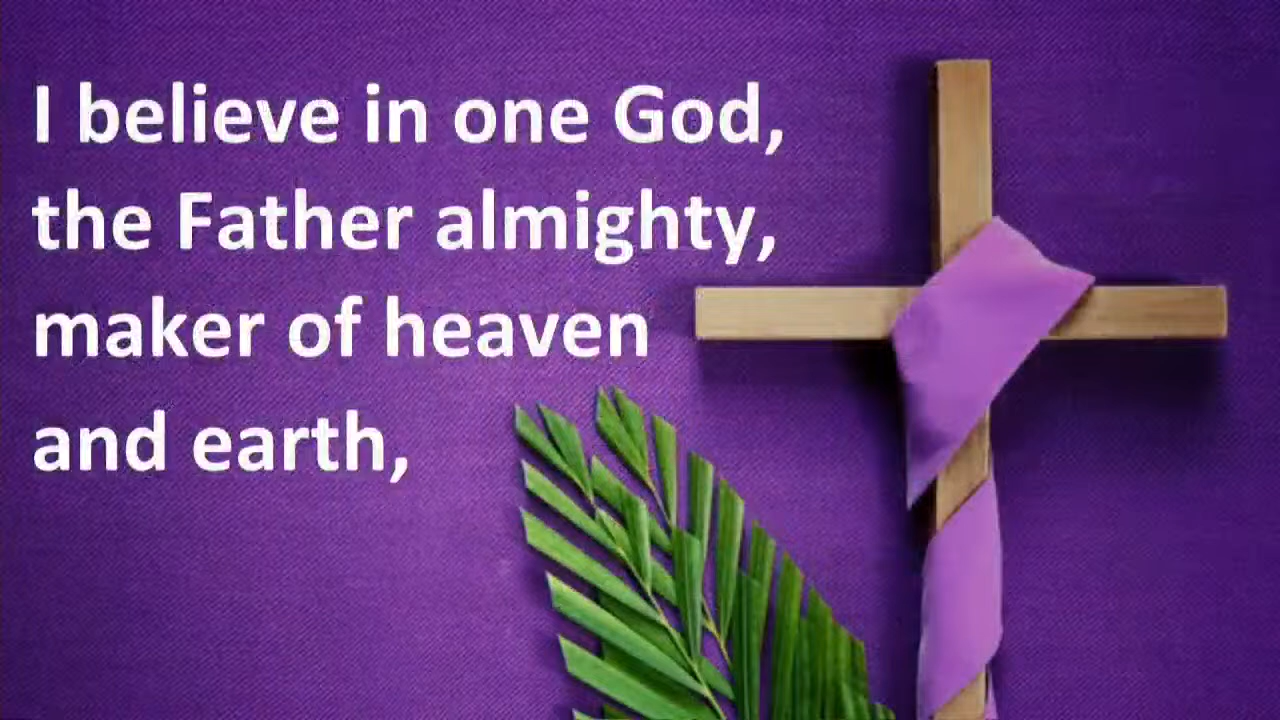 I believe in one God,
the Father almighty,
maker of heaven
and earth,